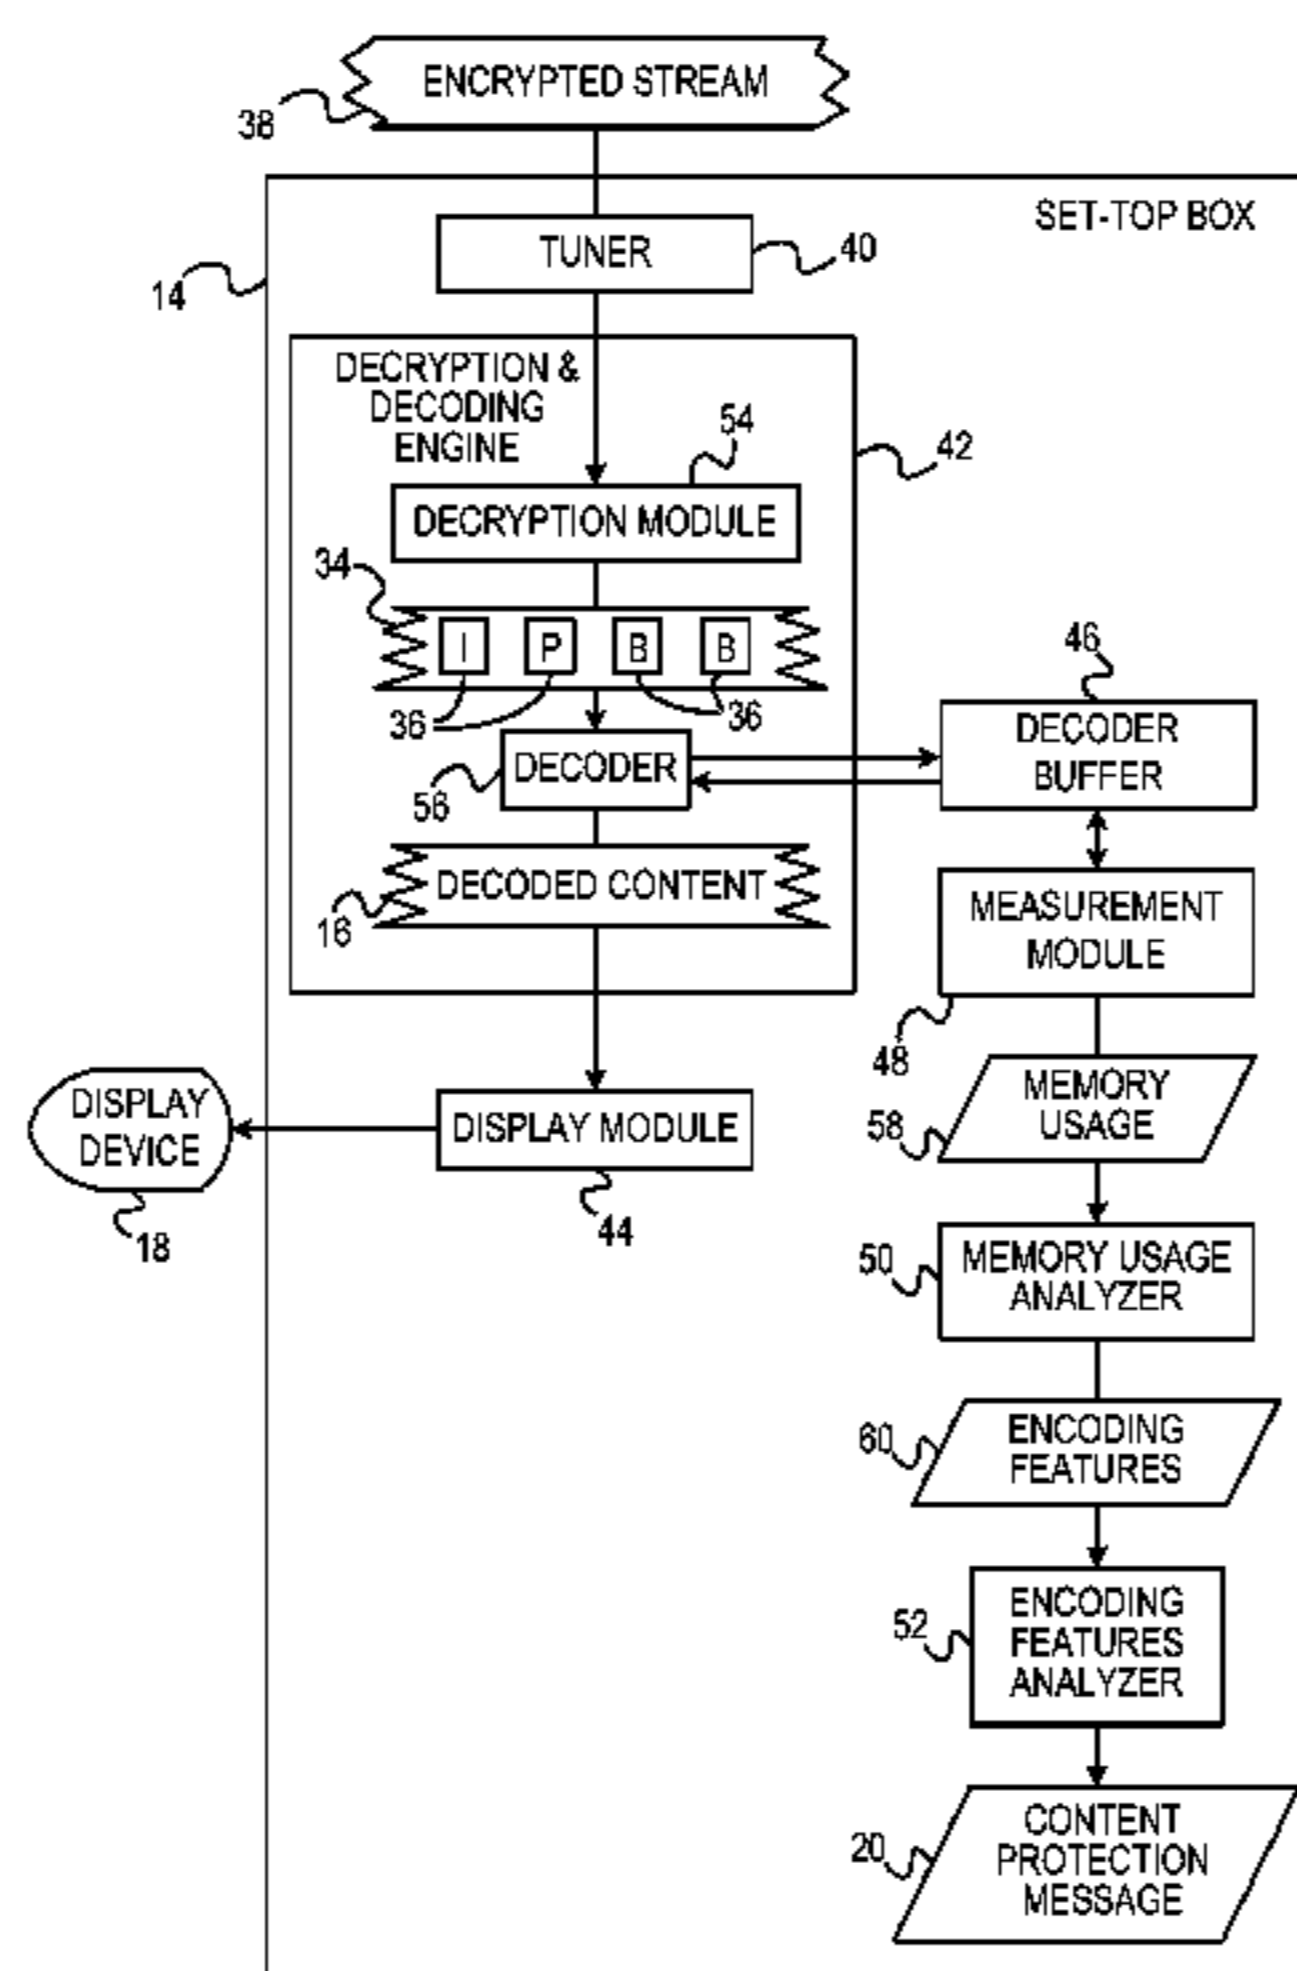 ENCRYPTED STREAM
38
SET-TOP BOX
TUNER
40
14
DECRYPTION &
DECODING
ENGINE
54
42
DECRYPTION MODULE
34
I P B B
36 36
46
DECODER
BUFFER
DECODER
56
DECODED CONTENT
16
MEASUREMENT
MODULE
48
MEMORY
USAGE
58
DISPLAY
DEVICE
18
DISPLAY MODULE
44
50
MEMORY USAGE
ANALYZER
60
ENCODING
FEATURES
52
ENCODING
FEATURES
ANALYZER
20
CONTENT
PROTECTION
MESSAGE